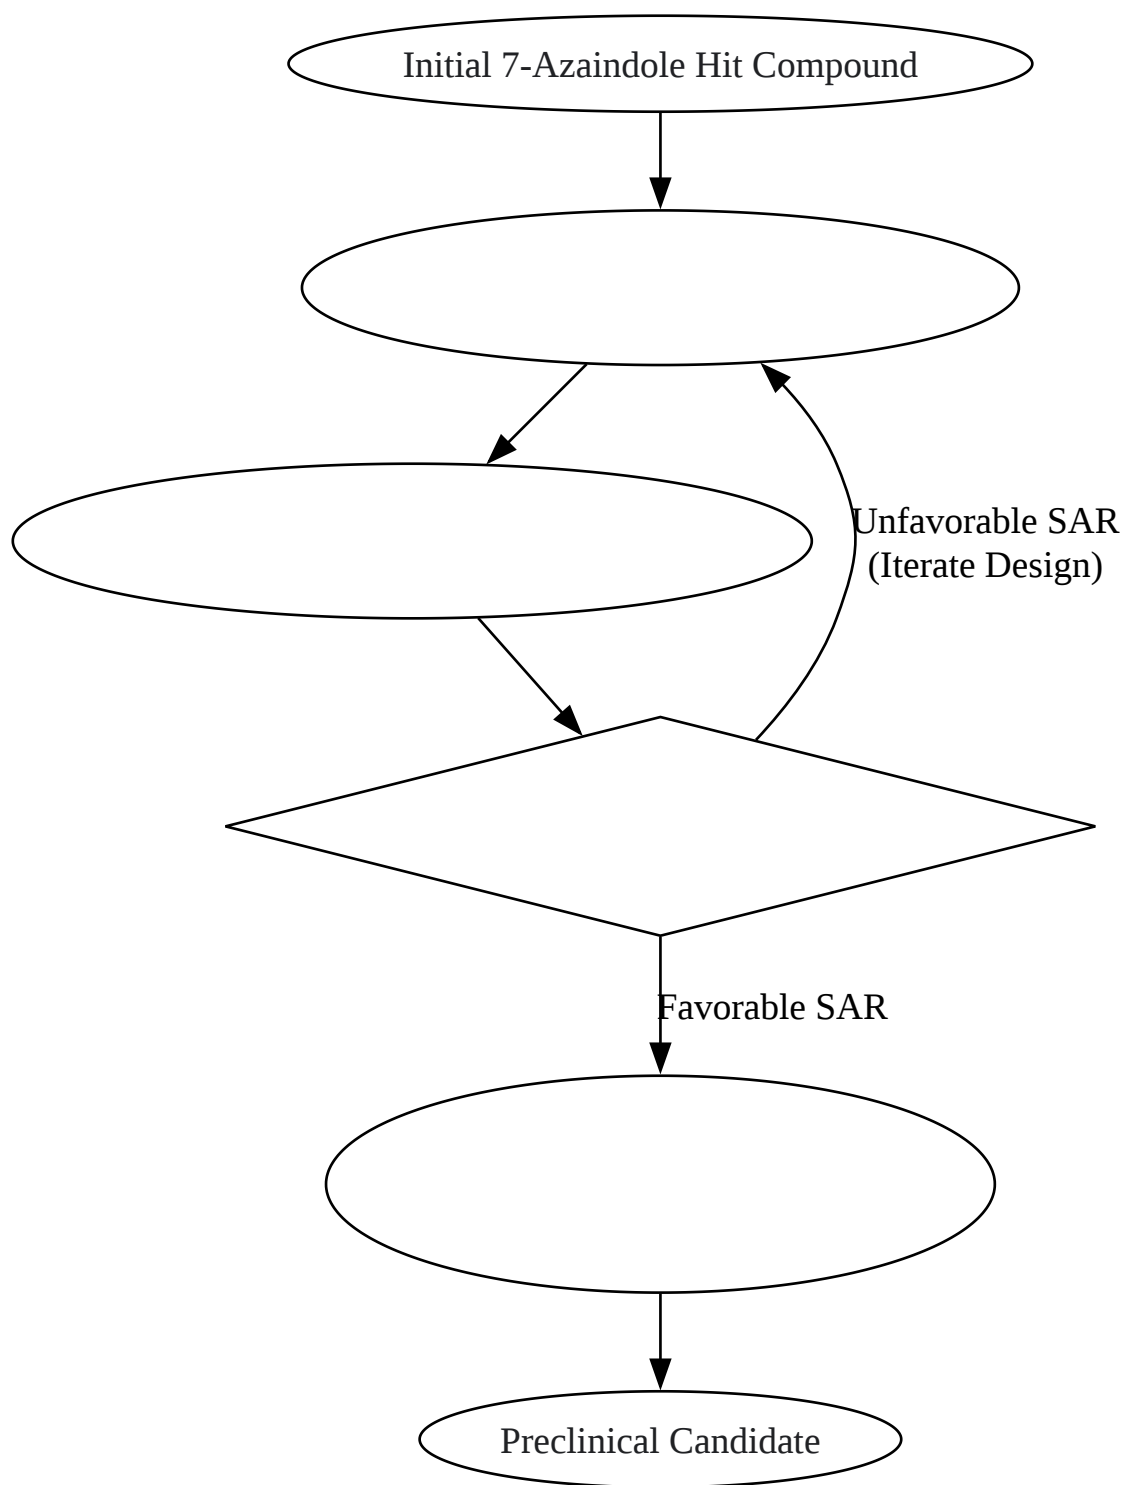 Initial 7-Azaindole Hit Compound
Unfavorable SAR
(Iterate Design)
Favorable SAR
Preclinical Candidate